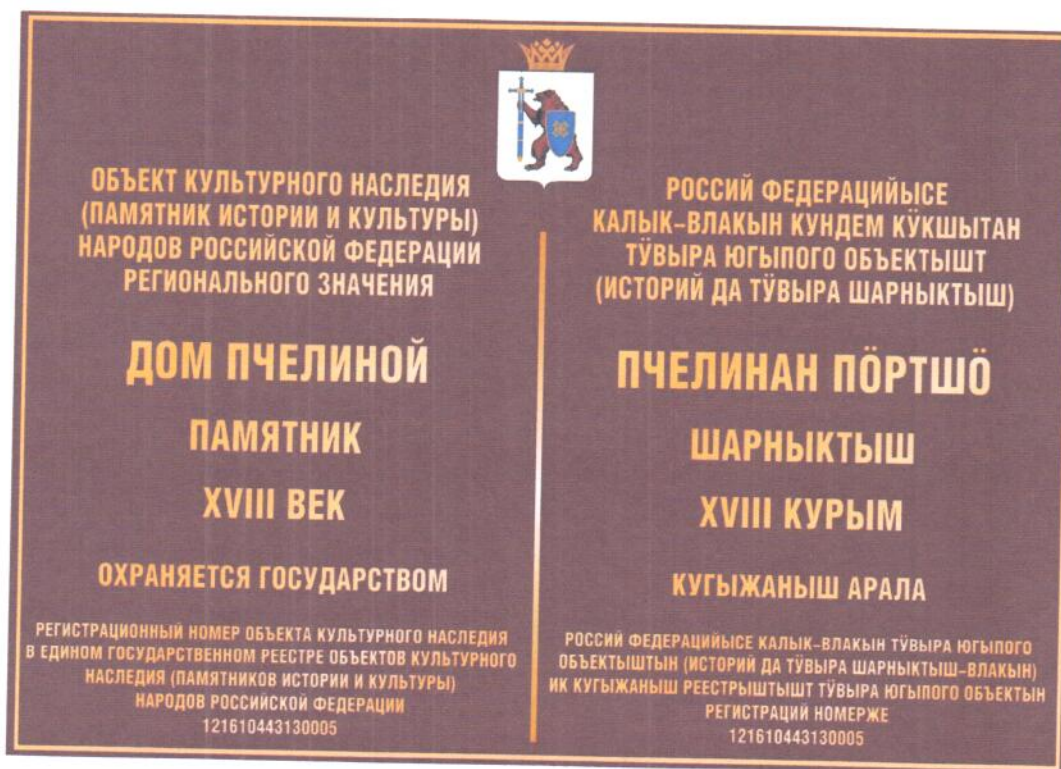 ОБЪЕКТ КУЛЬТУРНОГО НАСЛЕДИЯ
(ПАМЯТНИК ИСТОРИИ И КУЛЬТУРЫ)
НАРОДОВ РОССИЙСКОЙ ФЕДЕРАЦИИ
РЕГИОНАЛЬНОГО ЗНАЧЕНИЯ
ДОМ ПЧЕЛИНОЙ
ПАМЯТНИК
XVIII ВЕК
ОХРАНЯЕТСЯ ГОСУДАРСТВОМ
РЕГИСТРАЦИОННЫЙ НОМЕР ОБЪЕКТА КУЛЬТУРНОГО НАСЛЕДИЯ
В ЕДИНОМ ГОСУДАРСТВЕННОМ РЕЕСТРЕ ОБЪЕКТОВ КУЛЬТУРНОГО
НАСЛЕДИЯ (ПАМЯТНИКОВ ИСТОРИИ И КУЛЬТУРЫ)
НАРОДОВ РОССИЙСКОЙ ФЕДЕРАЦИИ
121610443130005
РОССИЙ ФЕДЕРАЦИЙЫСЕ
КАЛЫК-ВЛАКЫН КУНДЕМ КӰКШЫТАН
ТӰВЫРА ЮГЫПОГО ОБЪЕКТЫШТ
(ИСТОРИЙ ДА ТӰВЫРА ШАРНЫКТЫШ)
ПЧЕЛИНАН ПӦРТШӦ
ШАРНЫКТЫШ
XVIII КУРЫМ
КУГЫЖАНЫШ АРАЛА
РОССИЙ ФЕДЕРАЦИЙЫСЕ КАЛЫК-ВЛАКЫН ТӰВЫРА ЮГЫПОГО
ОБЪЕКТЫШТЫН (ИСТОРИЙ ДА ТӰВЫРА ШАРНЫКТЫШ-ВЛАКЫН)
ИК КУГЫЖАНЫШ РЕЕСТРЫШТЫШТ ТӰВЫРА ЮГЫПОГО ОБЪЕКТЫН
РЕГИСТРАЦИЙ НОМЕРЖЕ
121610443130005